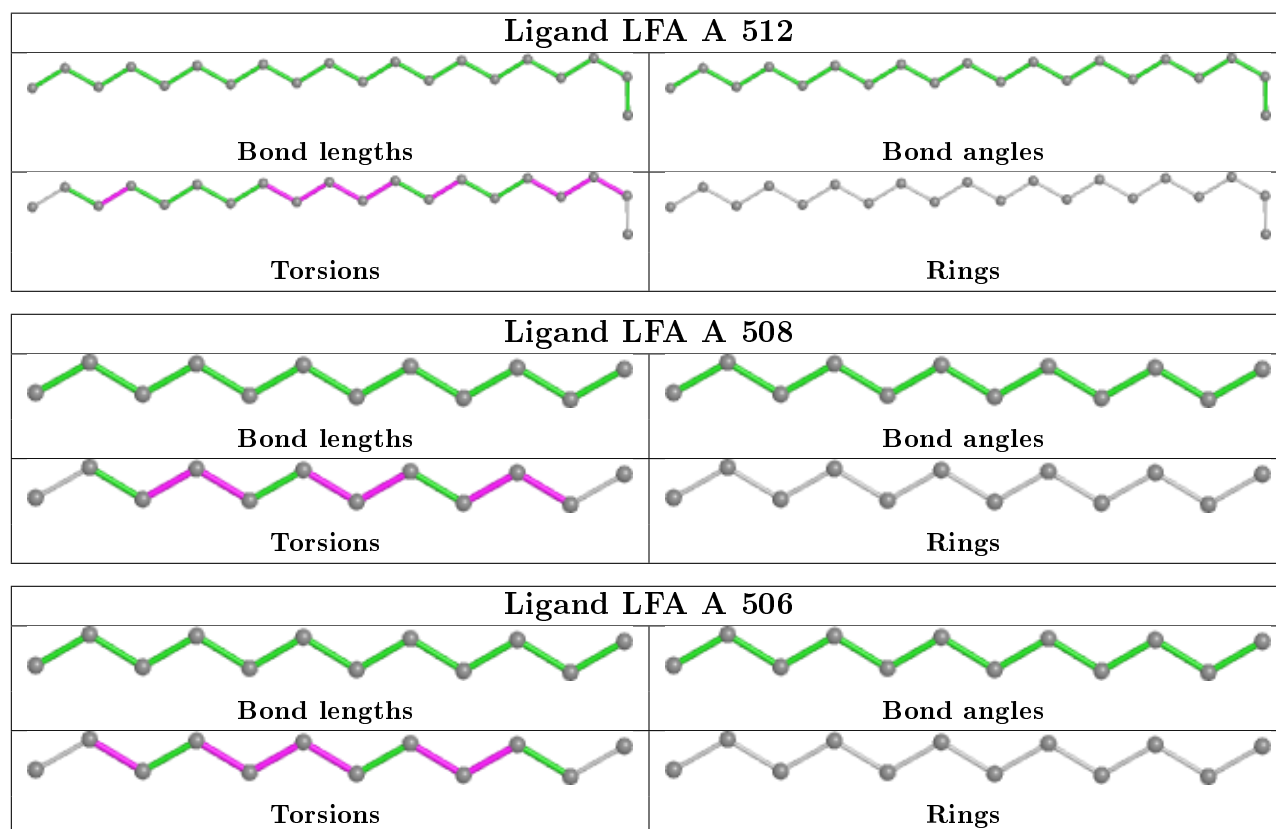 Ligand LFA A 512
Bond lengths
Bond angles
Torsions
Rings
Ligand LFA A 508
Bond lengths
Bond angles
Torsions
Rings
Ligand LFA A 506
Bond lengths
Bond angles
Torsions
Rings